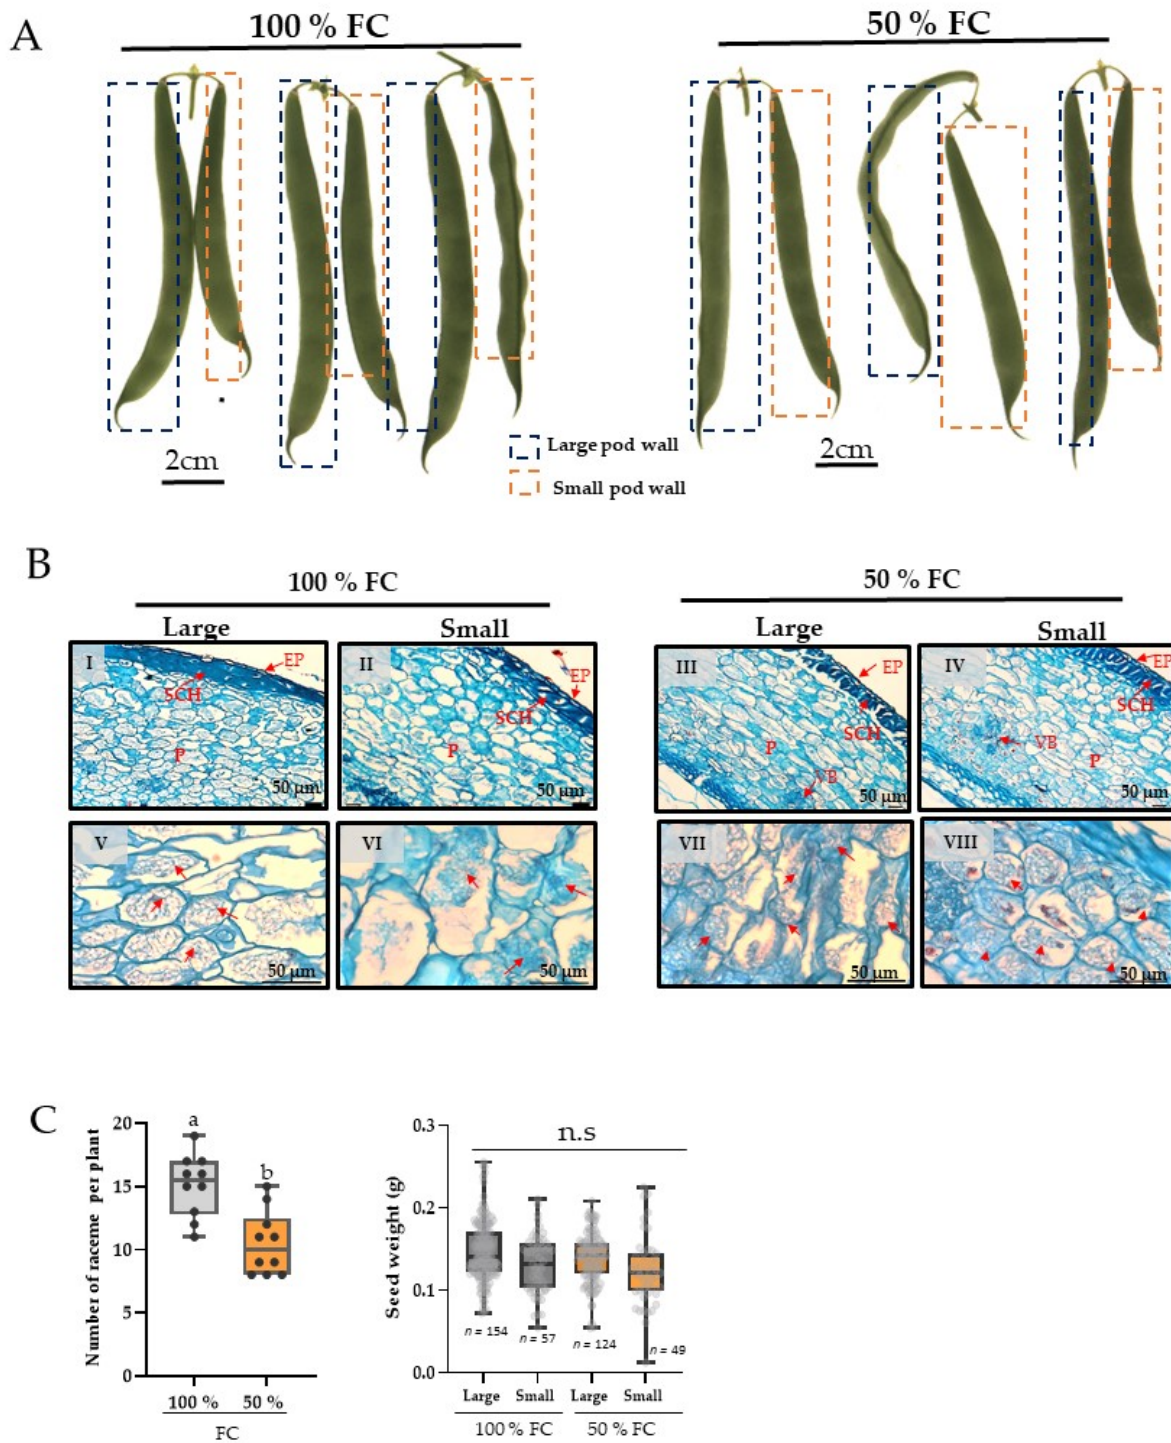 A
100 % FC
50 % FC
2cm
2cm
Large pod wall
Small pod wall
B
100 % FC
50 % FC
Large
Small
Large
Small
I
EP
SCH
P
50 µm
II
EP
SCH
P
50 µm
III
EP
SCH
P
VB
50 µm
IV
EP
SCH
VB
P
50 µm
V
50 µm
VI
50 µm
VII
50 µm
VIII
50 µm
C
Number of raceme per plant
20
15
10
5
0
a
b
100 %
50 %
FC
Seed weight (g)
0.3
0.2
0.1
0.0
n.s
n = 154
n = 57
n = 124
n = 49
Large
Small
Large
Small
100 % FC
50 % FC